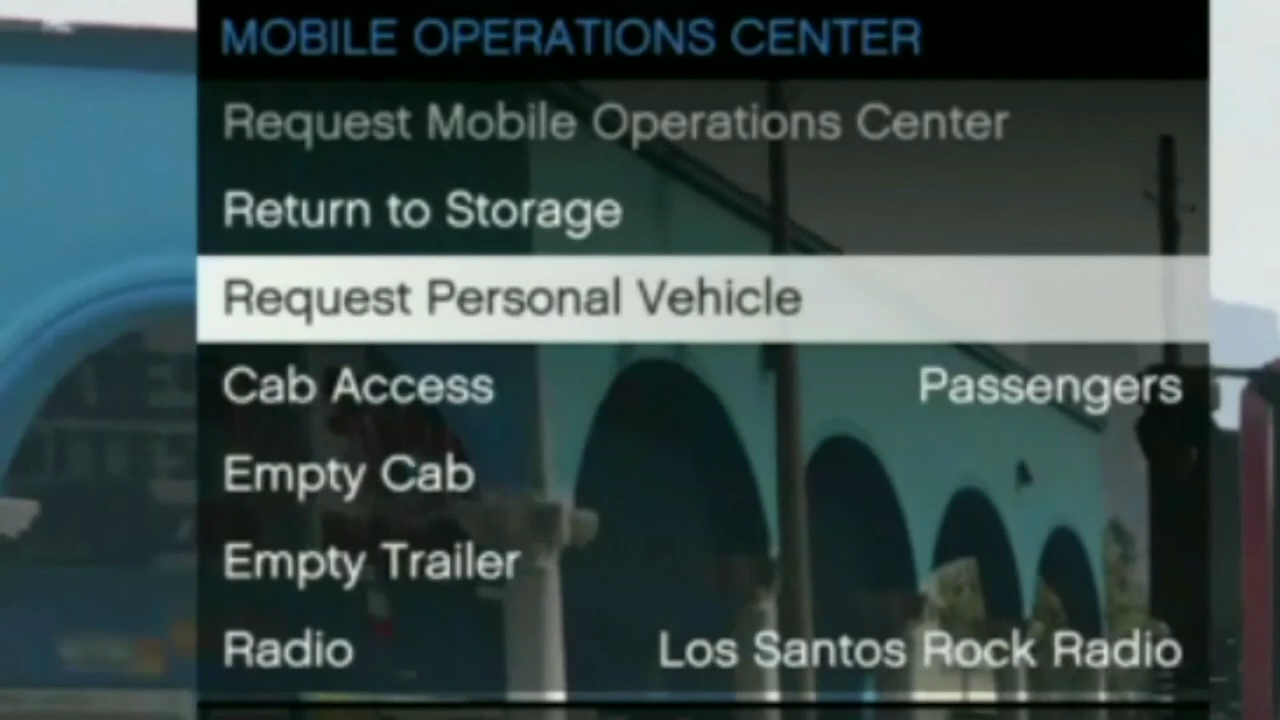 MOBILE OPERATIONS CENTER
Request Mobile Operations Center
Return to Storage
Request Personal Vehicle
Cab Access Passengers
Empty Cab
Empty Trailer
Radio Los Santos Rock Radio